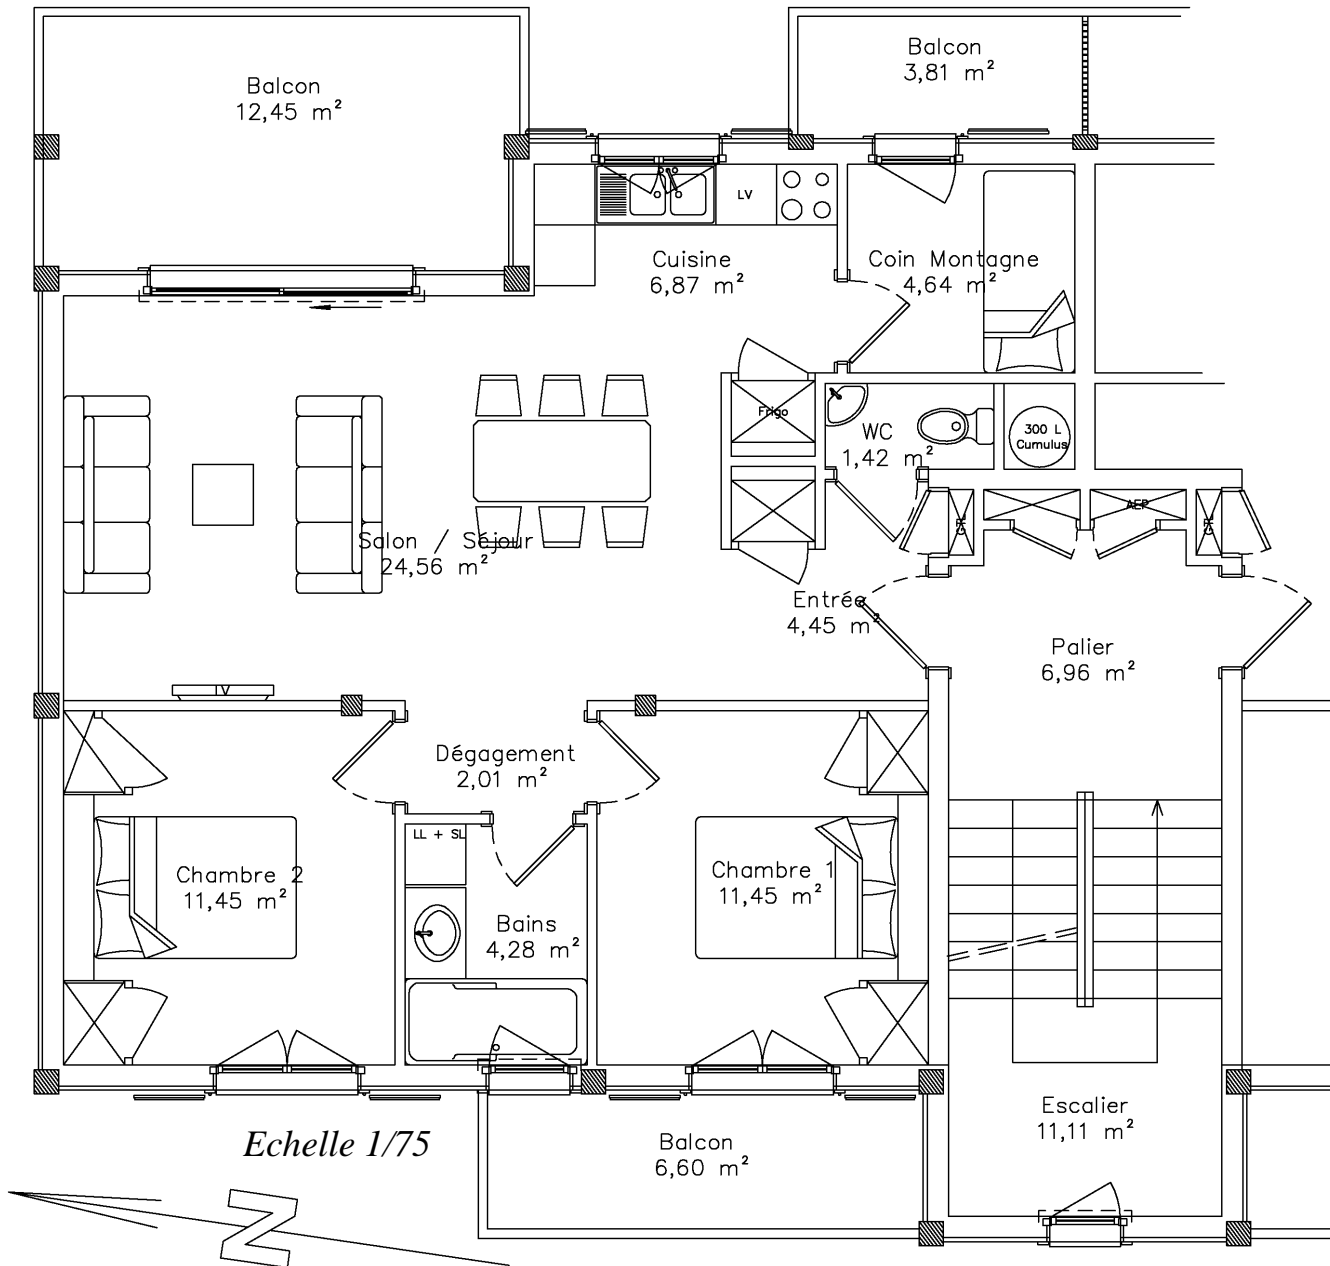 Balcon
12,45 m²
Balcon
3,81 m²
LV
Cuisine
6,87 m²
Coin Montagne
4,64 m²
Frigo
WC
1,42 m²
300 L
Cumulus
AEP
GF
GF
Salon / Séjour
24,56 m²
Entrée
4,45 m²
Palier
6,96 m²
V
Dégagement
2,01 m²
LL + SL
Chambre 2
11,45 m²
Chambre 1
11,45 m²
Bains
4,28 m²
Escalier
11,11 m²
Echelle 1/75
Balcon
6,60 m²
N